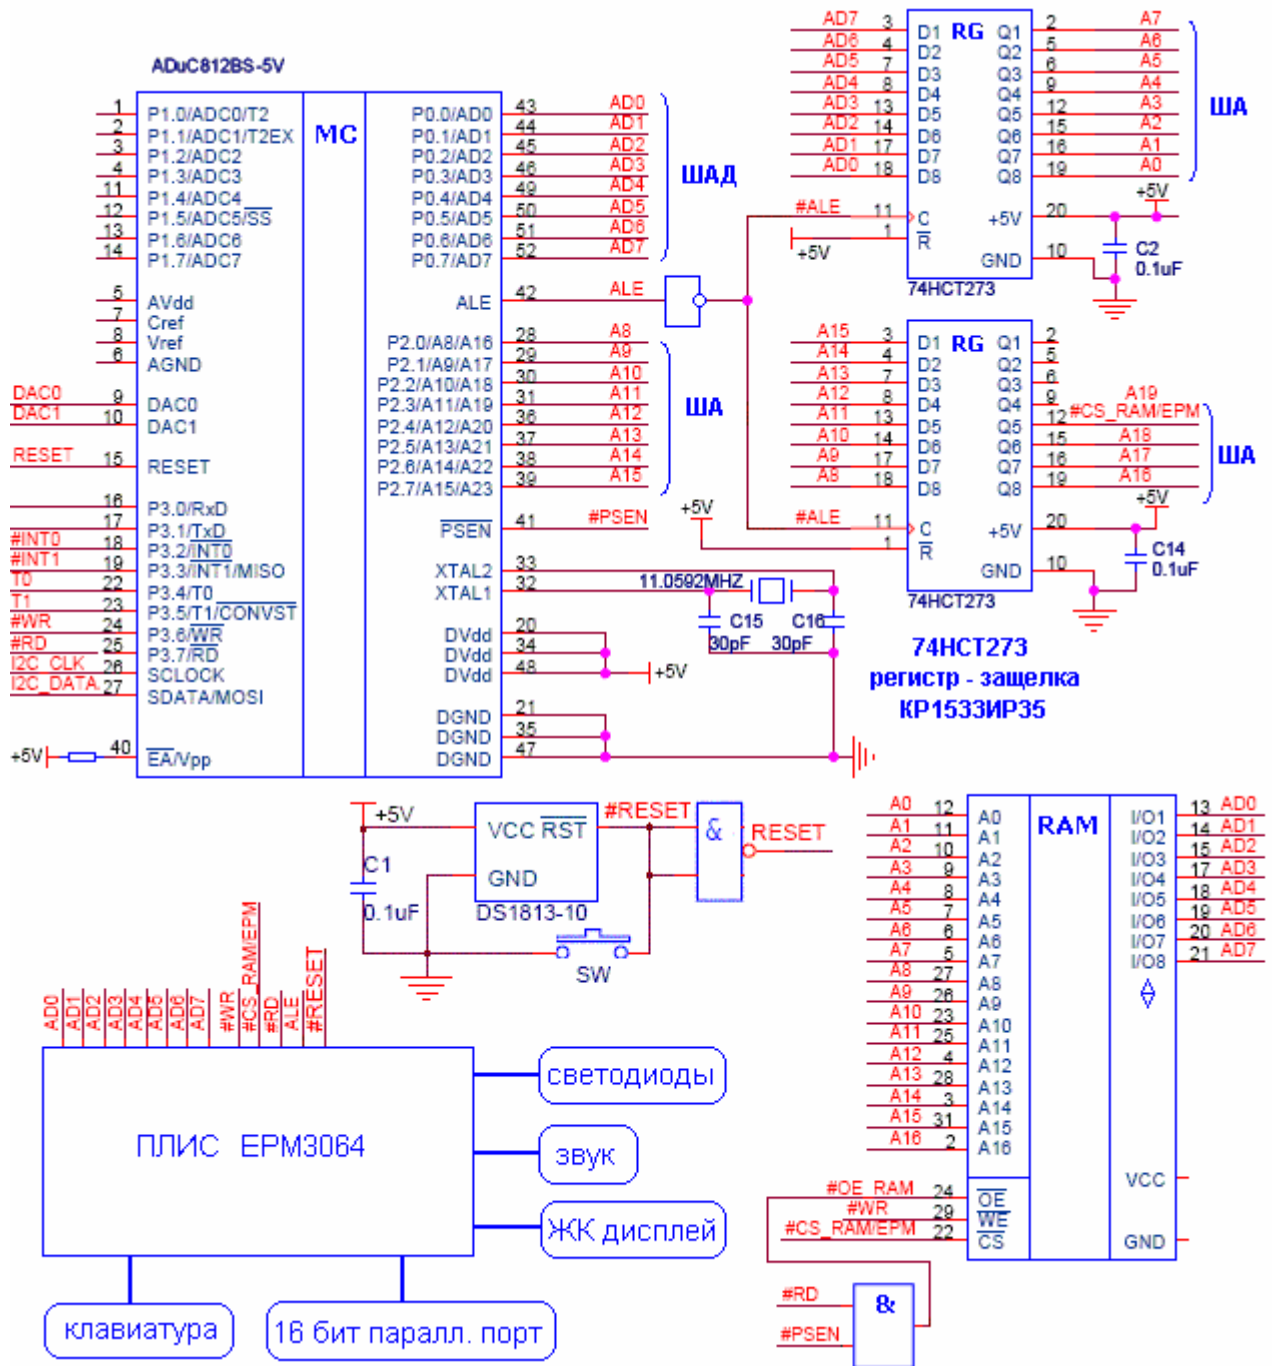 ADuC812BS-5V
MC
1 P1.0/ADC0/T2
2 P1.1/ADC1/T2EX
3 P1.2/ADC2
4 P1.3/ADC3
11 P1.4/ADC4
12 P1.5/ADC5/SS
13 P1.6/ADC6
14 P1.7/ADC7
5 AVdd
7 Cref
8 Vref
6 AGND
DAC0 9 DAC0
DAC1 10 DAC1
RESET 15 RESET
16 P3.0/RxD
17 P3.1/TxD
#INT0 18 P3.2/INT0
#INT1 19 P3.3/INT1/MISO
T0 22 P3.4/T0
T1 23 P3.5/T1/CONVST
#WR 24 P3.6/WR
#RD 25 P3.7/RD
I2C_CLK 26 SCLOCK
I2C_DATA 27 SDATA/MOSI
+5V 40 EA/Vpp
P0.0/AD0 43 AD0
P0.1/AD1 44 AD1
P0.2/AD2 45 AD2
P0.3/AD3 46 AD3
P0.4/AD4 49 AD4
P0.5/AD5 50 AD5
P0.6/AD6 51 AD6
P0.7/AD7 52 AD7
ШАД
ALE 42 ALE
P2.0/A8/A16 28 A8
P2.1/A9/A17 29 A9
P2.2/A10/A18 30 A10
P2.3/A11/A19 31 A11
P2.4/A12/A20 36 A12
P2.5/A13/A21 37 A13
P2.6/A14/A22 38 A14
P2.7/A15/A23 39 A15
ША
PSEN 41 #PSEN
XTAL2 33
XTAL1 32
11.0592MHZ
C15 C16
30pF 30pF
DVdd 20
DVdd 34
DVdd 48
+5V
DGND 21
DGND 35
DGND 47
AD7 3 D1 RG Q1 2 A7
AD6 4 D2 Q2 5 A6
AD5 7 D3 Q3 6 A5
AD4 8 D4 Q4 9 A4
AD3 13 D5 Q5 12 A3
AD2 14 D6 Q6 15 A2
AD1 17 D7 Q7 16 A1
AD0 18 D8 Q8 19 A0
ША
#ALE 11 C +5V 20 +5V
+5V 1 R
GND 10
C2
0.1uF
74HCT273
A15 3 D1 RG Q1 2
A14 4 D2 Q2 5
A13 7 D3 Q3 6
A12 8 D4 Q4 9 A19
A11 13 D5 Q5 12 #CS_RAM/EPM
A10 14 D6 Q6 15 A18
A9 17 D7 Q7 16 A17
A8 18 D8 Q8 19 A16
ША
+5V #ALE 11 C +5V 20 +5V
1 R
GND 10
C14
0.1uF
74HCT273
74HCT273
регистр - защелка
КР1533ИР35
+5V
C1
0.1uF
VCC RST
GND
DS1813-10
#RESET
&
RESET
SW
AD0
AD1
AD2
AD3
AD4
AD5
AD6
AD7
#WR
#CS_RAM/EPM
#RD
ALE
#RESET
ПЛИС EPM3064
светодиоды
звук
ЖК дисплей
клавиатура
16 бит паралл. порт
RAM
A0 12 A0
A1 11 A1
A2 10 A2
A3 9 A3
A4 8 A4
A5 7 A5
A6 6 A6
A7 5 A7
A8 27 A8
A9 26 A9
A10 23 A10
A11 25 A11
A12 4 A12
A13 28 A13
A14 3 A14
A15 31 A15
A16 2 A16
I/O1 13 AD0
I/O2 14 AD1
I/O3 15 AD2
I/O4 17 AD3
I/O5 18 AD4
I/O6 19 AD5
I/O7 20 AD6
I/O8 21 AD7
VCC
GND
#OE_RAM 24 OE
#WR 29 WE
#CS_RAM/EPM 22 CS
#RD
#PSEN
&